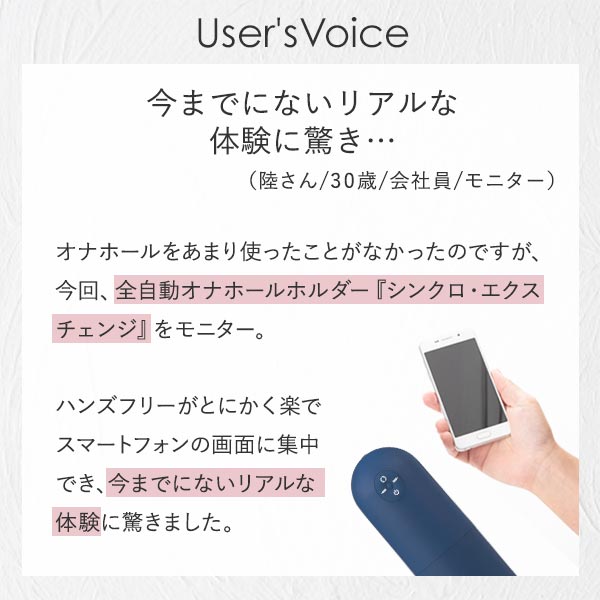 User'sVoice
今までにないリアルな
体験に驚き…
（陸さん/30歳/会社員/モニター）
オナホールをあまり使ったことがなかったのですが、
今回、全自動オナホールホルダー『シンクロ・エクス
チェンジ』をモニター。
ハンズフリーがとにかく楽で
スマートフォンの画面に集中
でき、今までにないリアルな
体験に驚きました。